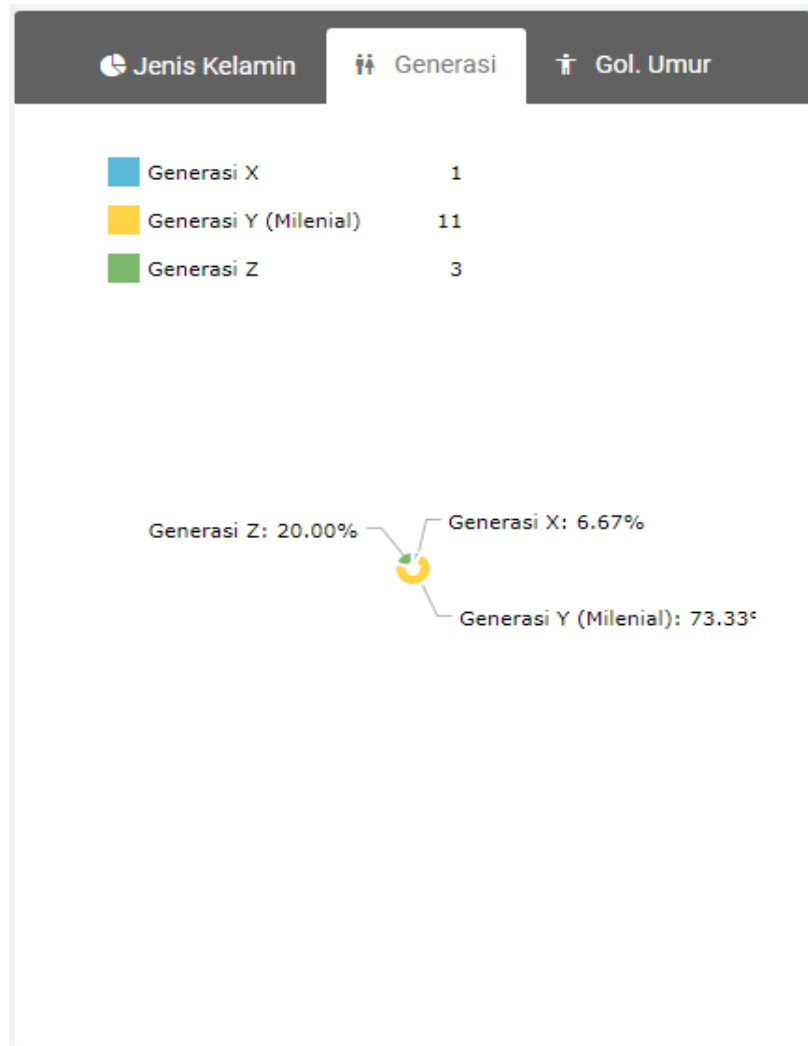 Jenis Kelamin Generasi Gol. Umur
Generasi X 1
Generasi Y (Milenial) 11
Generasi Z 3
Generasi X: 6.67%
Generasi Z: 20.00%
Generasi Y (Milenial): 73.33